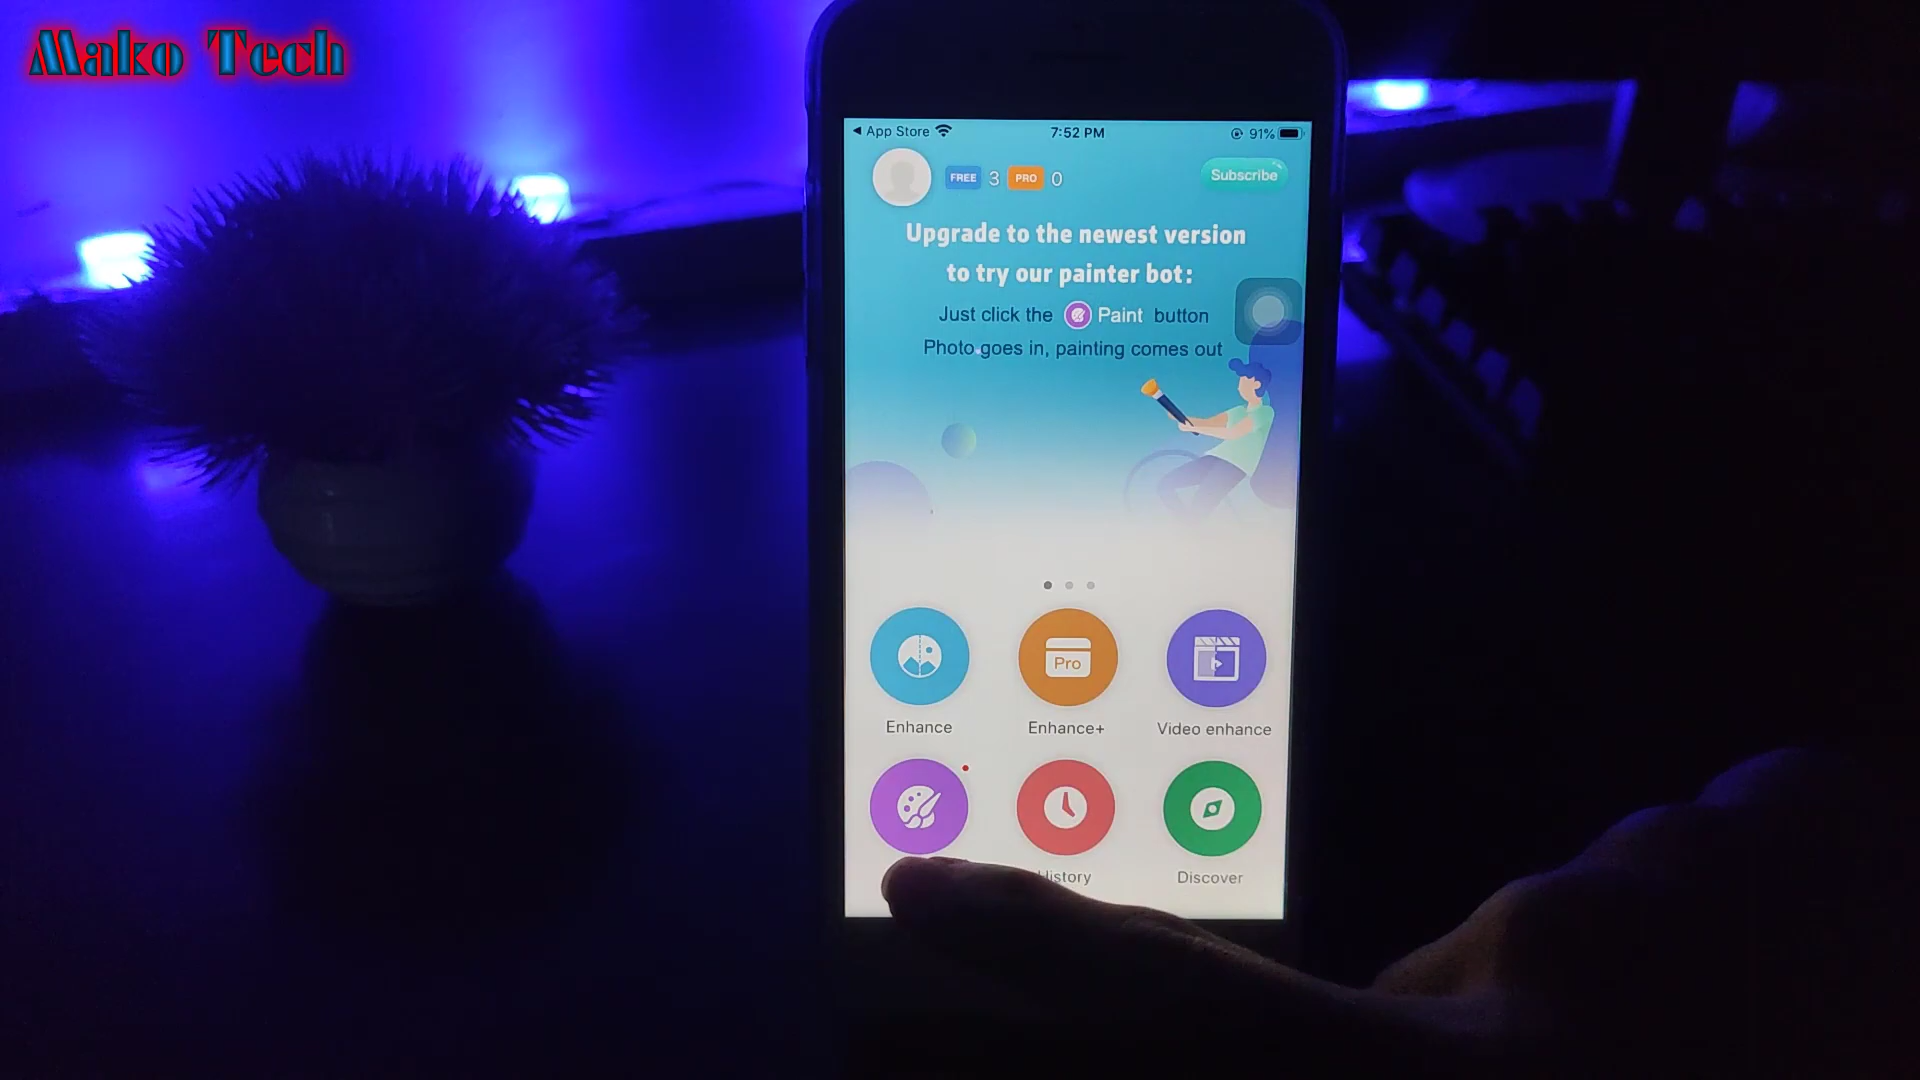 Mako Tech
App Store
7:52 PM
91%
FREE 3 PRO 0
Subscribe
Upgrade to the newest version
to try our painter bot:
Just click the Paint button
Photo goes in, painting comes out
Pro
Enhance
Enhance+
Video enhance
History
Discover